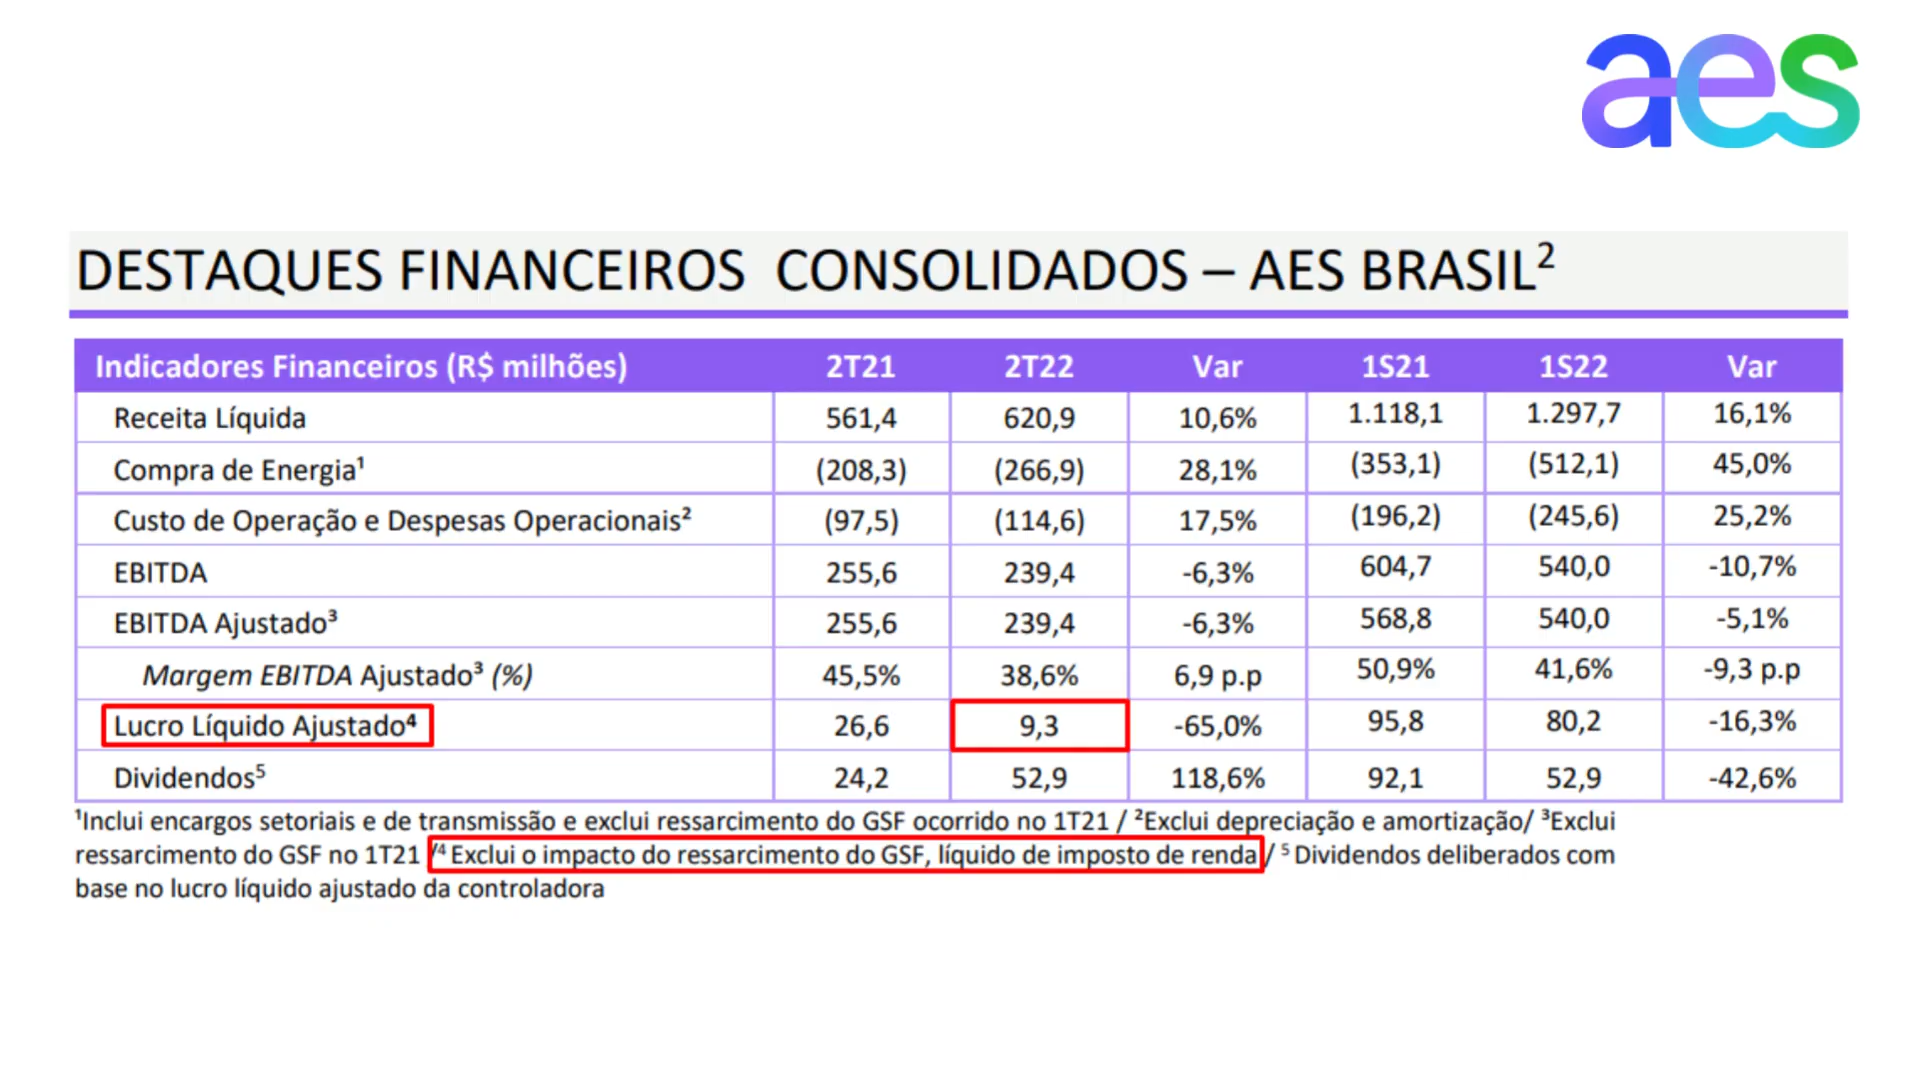 aes
DESTAQUES FINANCEIROS CONSOLIDADOS – AES BRASIL²
Indicadores Financeiros (R$ milhões) 2T21 2T22 Var 1S21 1S22 Var
Receita Líquida 561,4 620,9 10,6% 1.118,1 1.297,7 16,1%
Compra de Energia¹ (208,3) (266,9) 28,1% (353,1) (512,1) 45,0%
Custo de Operação e Despesas Operacionais² (97,5) (114,6) 17,5% (196,2) (245,6) 25,2%
EBITDA 255,6 239,4 -6,3% 604,7 540,0 -10,7%
EBITDA Ajustado³ 255,6 239,4 -6,3% 568,8 540,0 -5,1%
Margem EBITDA Ajustado³ (%) 45,5% 38,6% 6,9 p.p 50,9% 41,6% -9,3 p.p
Lucro Líquido Ajustado⁴ 26,6 9,3 -65,0% 95,8 80,2 -16,3%
Dividendos⁵ 24,2 52,9 118,6% 92,1 52,9 -42,6%
¹Inclui encargos setoriais e de transmissão e exclui ressarcimento do GSF ocorrido no 1T21 / ²Exclui depreciação e amortização/ ³Exclui
ressarcimento do GSF no 1T21 /⁴ Exclui o impacto do ressarcimento do GSF, líquido de imposto de renda / ⁵ Dividendos deliberados com
base no lucro líquido ajustado da controladora